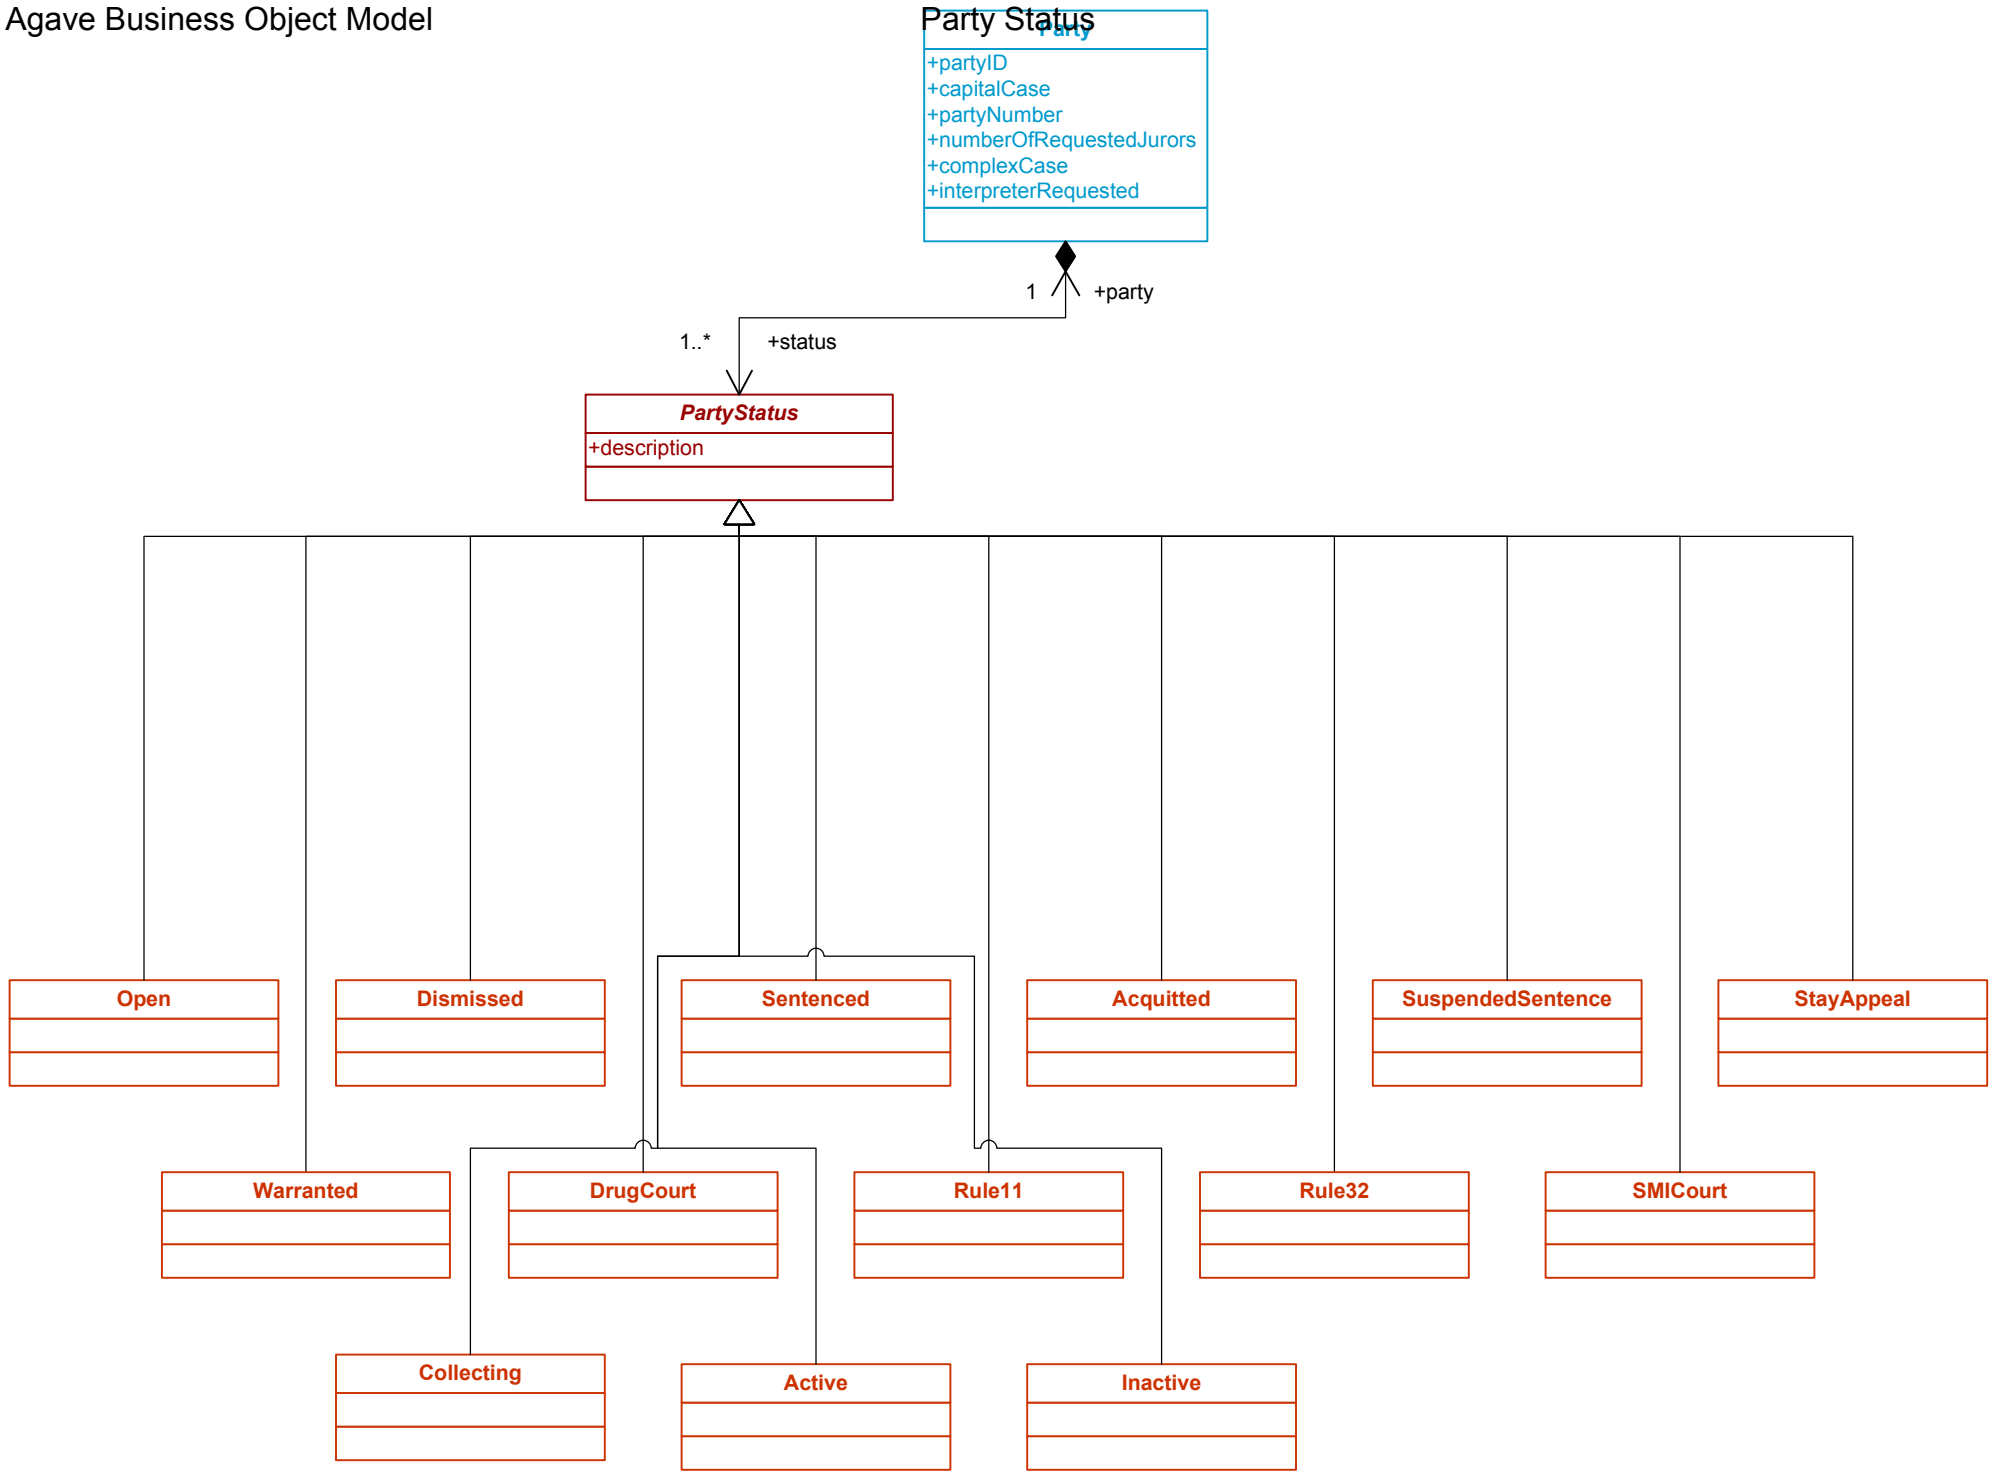 Agave Business Object Model
Party Status
Party
+partyID
+capitalCase
+partyNumber
+numberOfRequestedJurors
+complexCase
+interpreterRequested
1
+party
1..*
+status
PartyStatus
+description
Open
Dismissed
Sentenced
Acquitted
SuspendedSentence
StayAppeal
Warranted
DrugCourt
Rule11
Rule32
SMICourt
Collecting
Active
Inactive